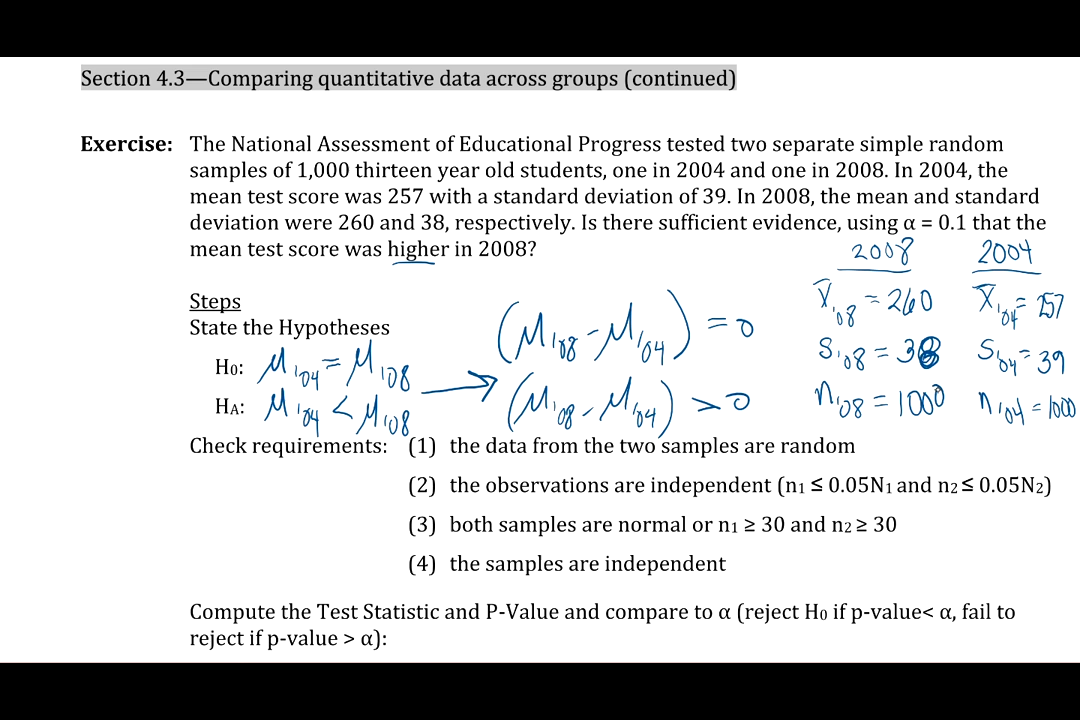 Section 4.3—Comparing quantitative data across groups (continued)
Exercise: The National Assessment of Educational Progress tested two separate simple random
samples of 1,000 thirteen year old students, one in 2004 and one in 2008. In 2004, the
mean test score was 257 with a standard deviation of 39. In 2008, the mean and standard
deviation were 260 and 38, respectively. Is there sufficient evidence, using α = 0.1 that the
mean test score was higher in 2008?
2008 2004
x̄'08 = 260 x̄'04 = 257
S'08 = 38 S'04 = 39
n'08 = 1000 n'04 = 1000
Steps
State the Hypotheses
H0: μ'04 = μ'08 (μ'08 - μ'04) = 0
HA: μ'04 < μ'08 → (μ'08 - μ'04) > 0
Check requirements: (1) the data from the two samples are random
(2) the observations are independent (n1 ≤ 0.05N1 and n2 ≤ 0.05N2)
(3) both samples are normal or n1 ≥ 30 and n2 ≥ 30
(4) the samples are independent
Compute the Test Statistic and P-Value and compare to α (reject H0 if p-value< α, fail to
reject if p-value > α):